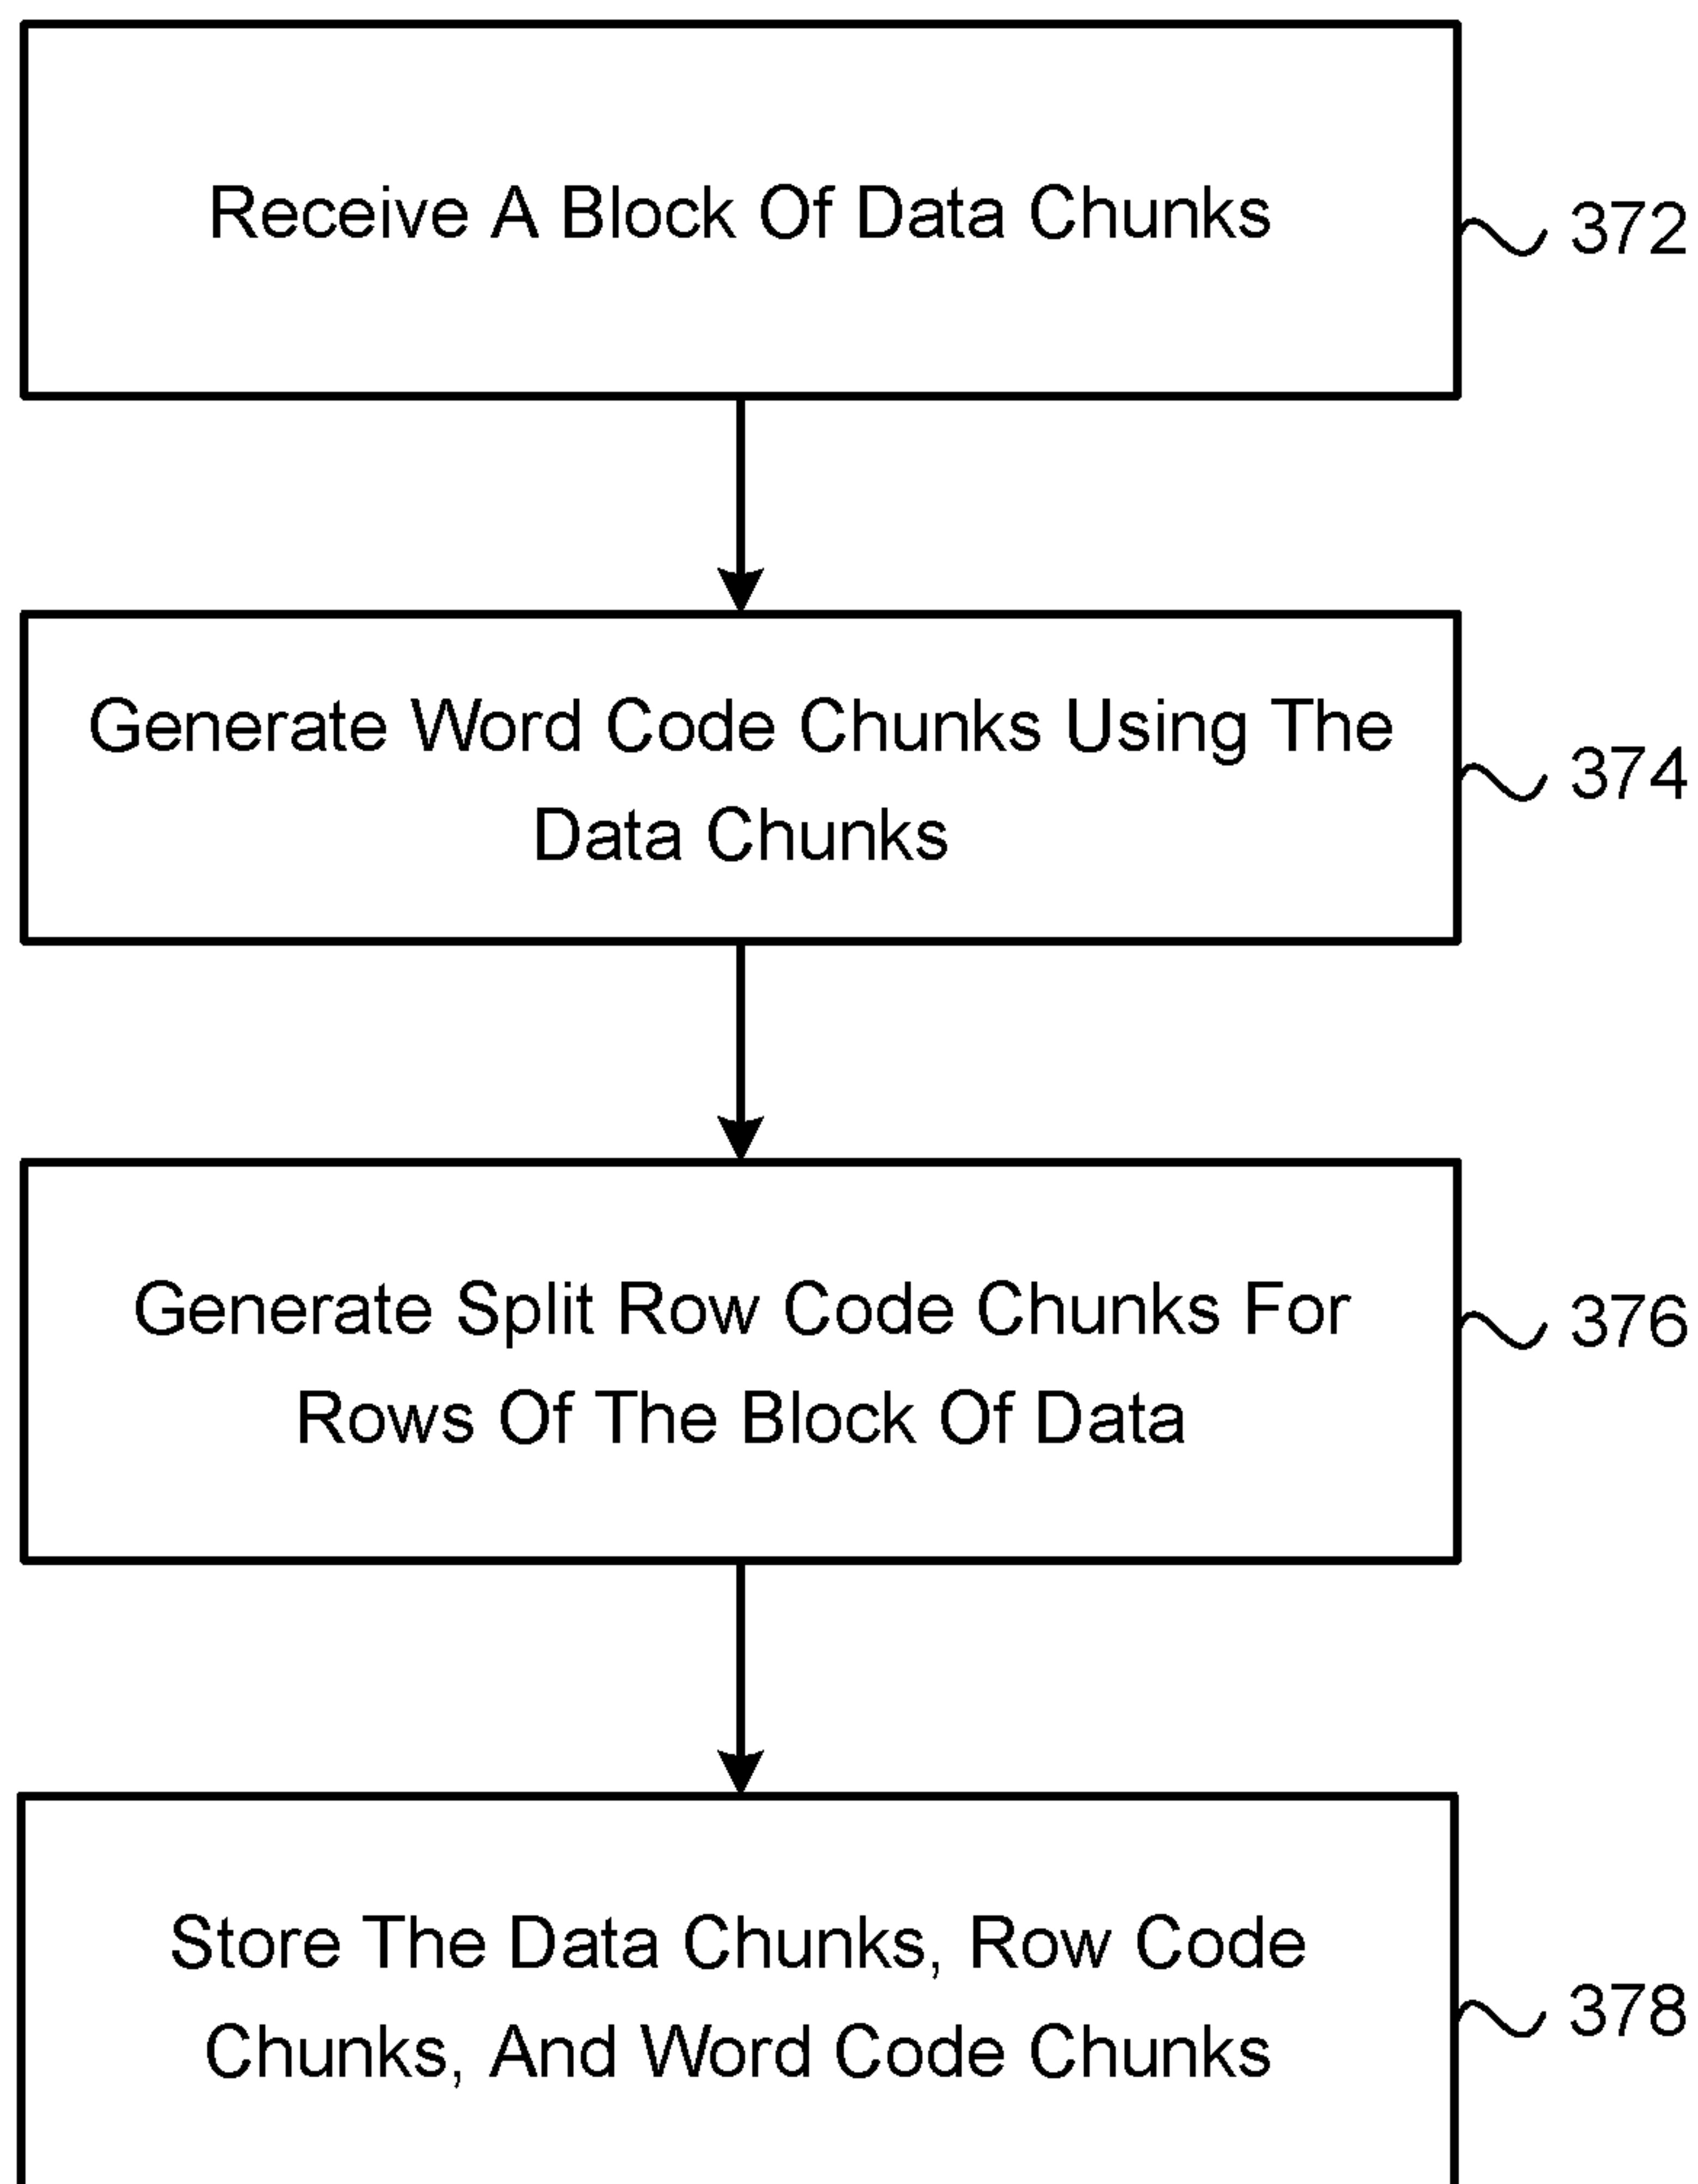 Receive A Block Of Data Chunks
372
Generate Word Code Chunks Using The
Data Chunks
374
Generate Split Row Code Chunks For
Rows Of The Block Of Data
376
Store The Data Chunks, Row Code
Chunks, And Word Code Chunks
378